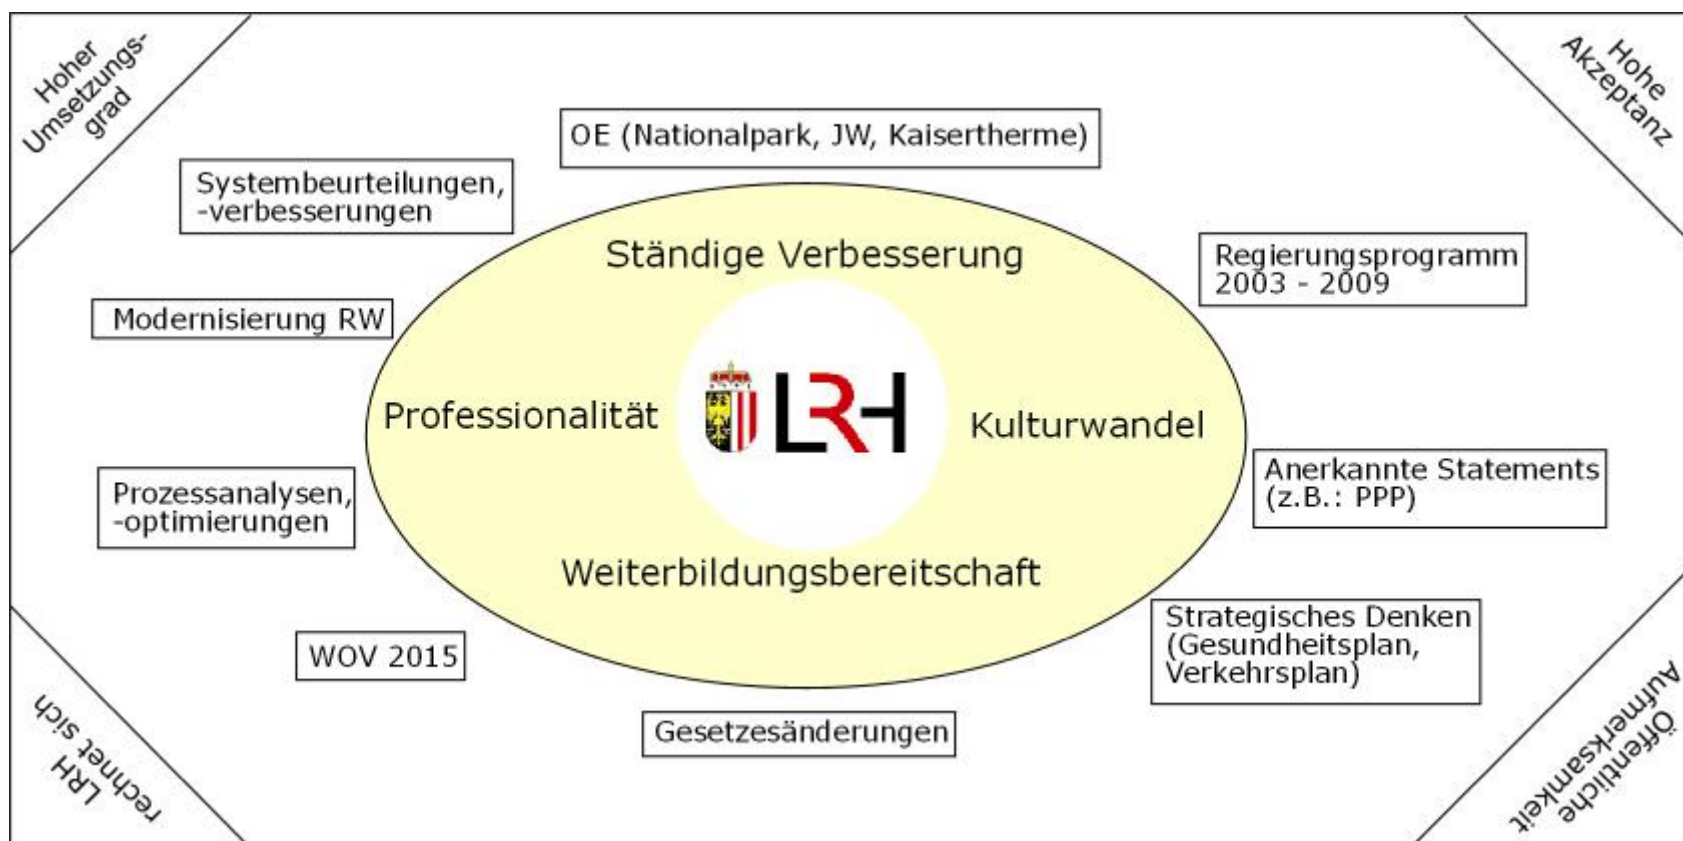 Hoher
Umsetzungs-
grad
Hohe
Akzeptanz
OE (Nationalpark, JW, Kaisertherme)
Systembeurteilungen,
-verbesserungen
Ständige Verbesserung
Regierungsprogramm
2003 - 2009
Modernisierung RW
Professionalität
LRH
Kulturwandel
Prozessanalysen,
-optimierungen
Anerkannte Statements
(z.B.: PPP)
Weiterbildungsbereitschaft
Strategisches Denken
(Gesundheitsplan,
Verkehrsplan)
WOV 2015
Gesetzesänderungen
LRH
rechnet sich
Öffentliche
Aufmerksamkeit